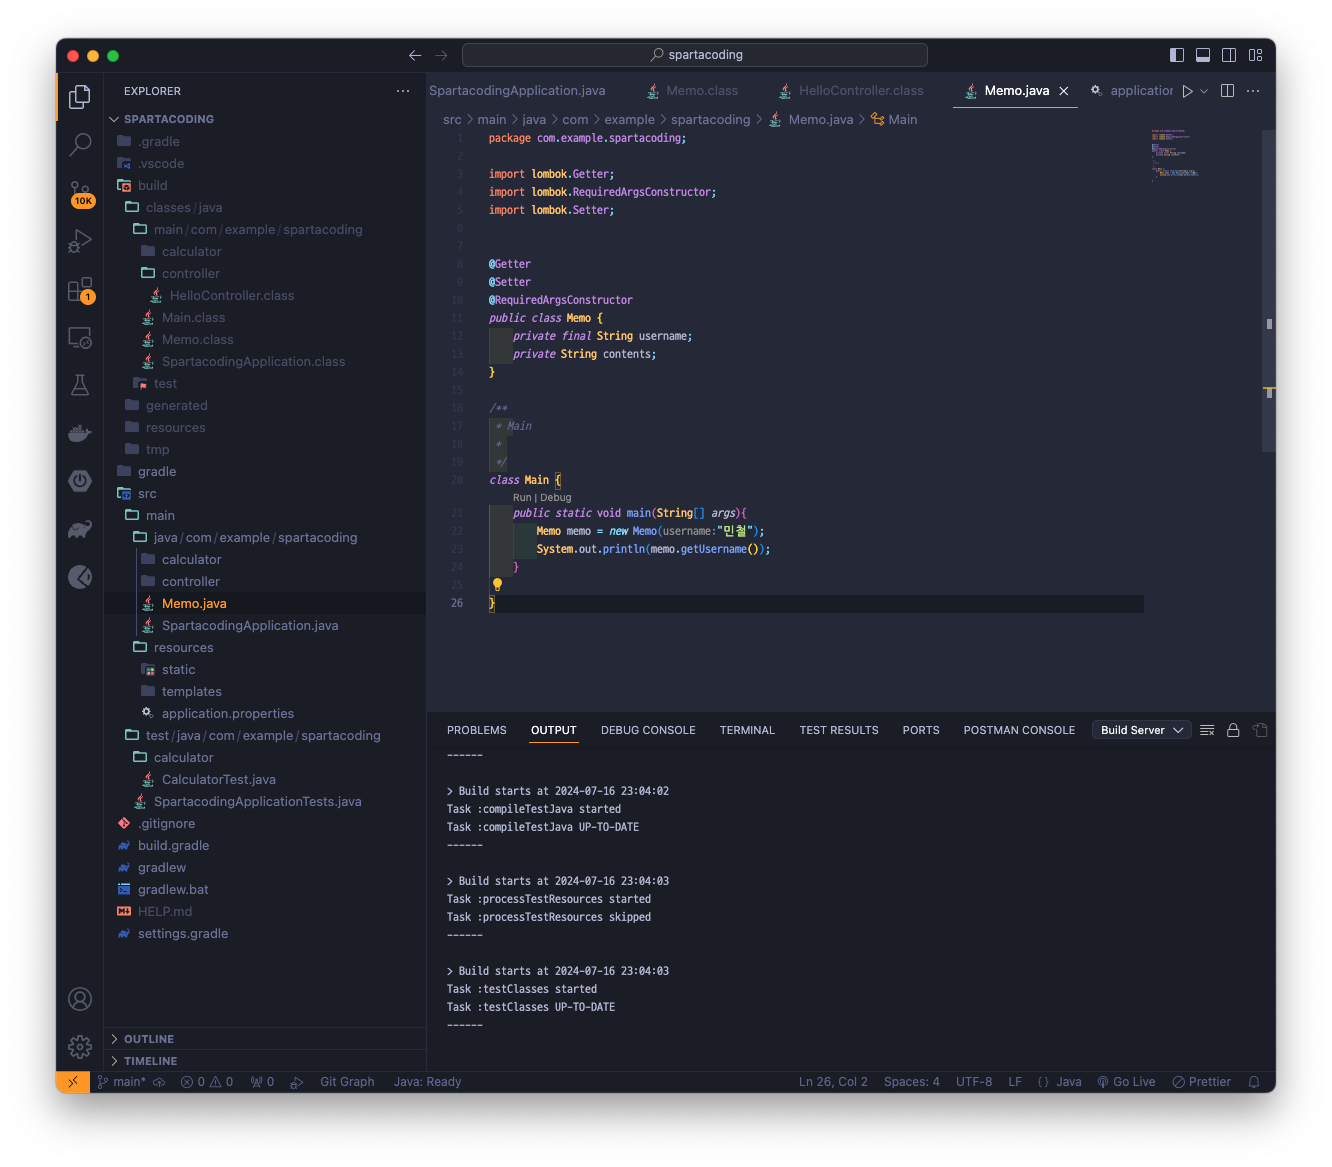 spartacoding
EXPLORER
SPARTACODING
.gradle
.vscode
build
classes/java
main/com/example/spartacoding
calculator
controller
HelloController.class
Main.class
Memo.class
SpartacodingApplication.class
test
generated
resources
tmp
gradle
src
main
java/com/example/spartacoding
calculator
controller
Memo.java
SpartacodingApplication.java
resources
static
templates
application.properties
test/java/com/example/spartacoding
calculator
CalculatorTest.java
SpartacodingApplicationTests.java
.gitignore
build.gradle
gradlew
gradlew.bat
HELP.md
settings.gradle
OUTLINE
TIMELINE
10K
1
SpartacodingApplication.java Memo.class HelloController.class Memo.java application
src > main > java > com > example > spartacoding > Memo.java > Main
1 package com.example.spartacoding;
2
3 import lombok.Getter;
4 import lombok.RequiredArgsConstructor;
5 import lombok.Setter;
6
7
8 @Getter
9 @Setter
10 @RequiredArgsConstructor
11 public class Memo {
12 private final String username;
13 private String contents;
14 }
15
16 /**
17 * Main
18 *
19 */
20 class Main {
Run | Debug
21 public static void main(String[] args){
22 Memo memo = new Memo(username:"민철");
23 System.out.println(memo.getUsername());
24 }
25
26 }
PROBLEMS OUTPUT DEBUG CONSOLE TERMINAL TEST RESULTS PORTS POSTMAN CONSOLE Build Server
------
> Build starts at 2024-07-16 23:04:02
Task :compileTestJava started
Task :compileTestJava UP-TO-DATE
------
> Build starts at 2024-07-16 23:04:03
Task :processTestResources started
Task :processTestResources skipped
------
> Build starts at 2024-07-16 23:04:03
Task :testClasses started
Task :testClasses UP-TO-DATE
------
main* 0 0 0 Git Graph Java: Ready Ln 26, Col 2 Spaces: 4 UTF-8 LF {} Java Go Live Prettier